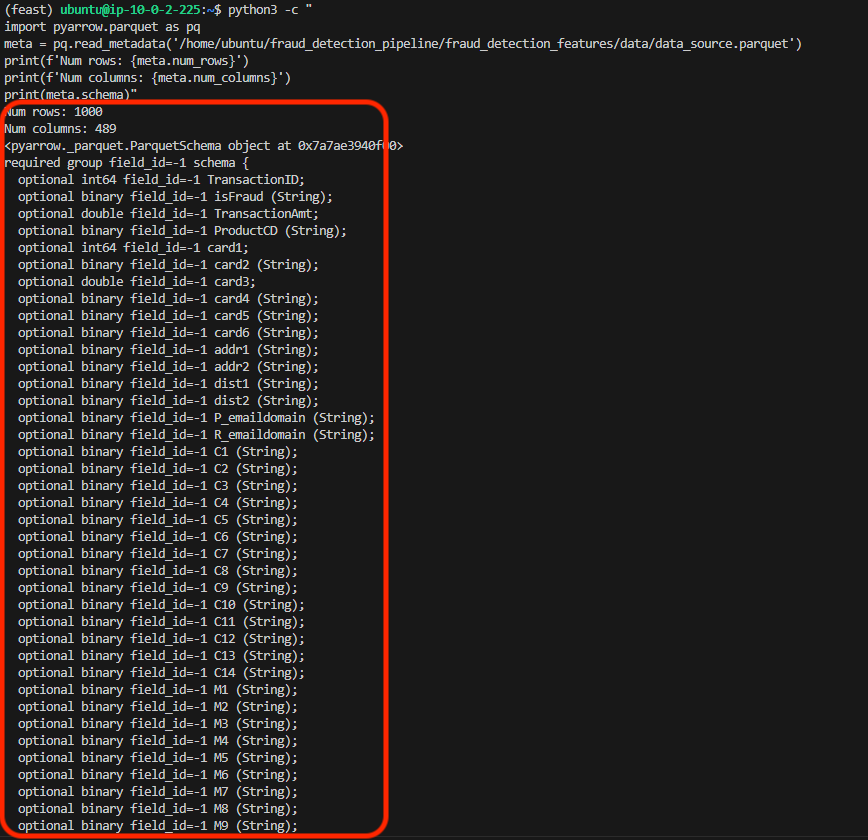 (feast) ubuntu@ip-10-0-2-225:~$ python3 -c "
import pyarrow.parquet as pq
meta = pq.read_metadata('/home/ubuntu/fraud_detection_pipeline/fraud_detection_features/data/data_source.parquet')
print(f'Num rows: {meta.num_rows}')
print(f'Num columns: {meta.num_columns}')
print(meta.schema)"
Num rows: 1000
Num columns: 489
<pyarrow._parquet.ParquetSchema object at 0x7a7ae3940f00>
required group field_id=-1 schema {
  optional int64 field_id=-1 TransactionID;
  optional binary field_id=-1 isFraud (String);
  optional double field_id=-1 TransactionAmt;
  optional binary field_id=-1 ProductCD (String);
  optional int64 field_id=-1 card1;
  optional binary field_id=-1 card2 (String);
  optional double field_id=-1 card3;
  optional binary field_id=-1 card4 (String);
  optional binary field_id=-1 card5 (String);
  optional binary field_id=-1 card6 (String);
  optional binary field_id=-1 addr1 (String);
  optional binary field_id=-1 addr2 (String);
  optional binary field_id=-1 dist1 (String);
  optional binary field_id=-1 dist2 (String);
  optional binary field_id=-1 P_emaildomain (String);
  optional binary field_id=-1 R_emaildomain (String);
  optional binary field_id=-1 C1 (String);
  optional binary field_id=-1 C2 (String);
  optional binary field_id=-1 C3 (String);
  optional binary field_id=-1 C4 (String);
  optional binary field_id=-1 C5 (String);
  optional binary field_id=-1 C6 (String);
  optional binary field_id=-1 C7 (String);
  optional binary field_id=-1 C8 (String);
  optional binary field_id=-1 C9 (String);
  optional binary field_id=-1 C10 (String);
  optional binary field_id=-1 C11 (String);
  optional binary field_id=-1 C12 (String);
  optional binary field_id=-1 C13 (String);
  optional binary field_id=-1 C14 (String);
  optional binary field_id=-1 M1 (String);
  optional binary field_id=-1 M2 (String);
  optional binary field_id=-1 M3 (String);
  optional binary field_id=-1 M4 (String);
  optional binary field_id=-1 M5 (String);
  optional binary field_id=-1 M6 (String);
  optional binary field_id=-1 M7 (String);
  optional binary field_id=-1 M8 (String);
  optional binary field_id=-1 M9 (String);